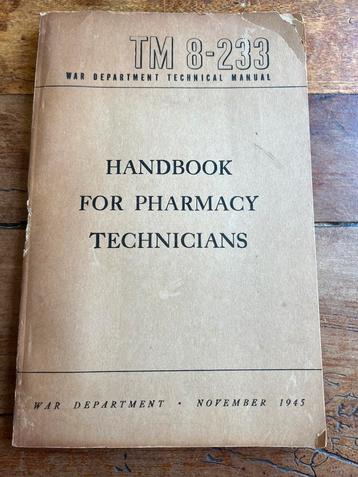 TM 8-233
WAR DEPARTMENT TECHNICAL MANUAL
HANDBOOK
FOR PHARMACY
TECHNICIANS
WAR DEPARTMENT • NOVEMBER 1945